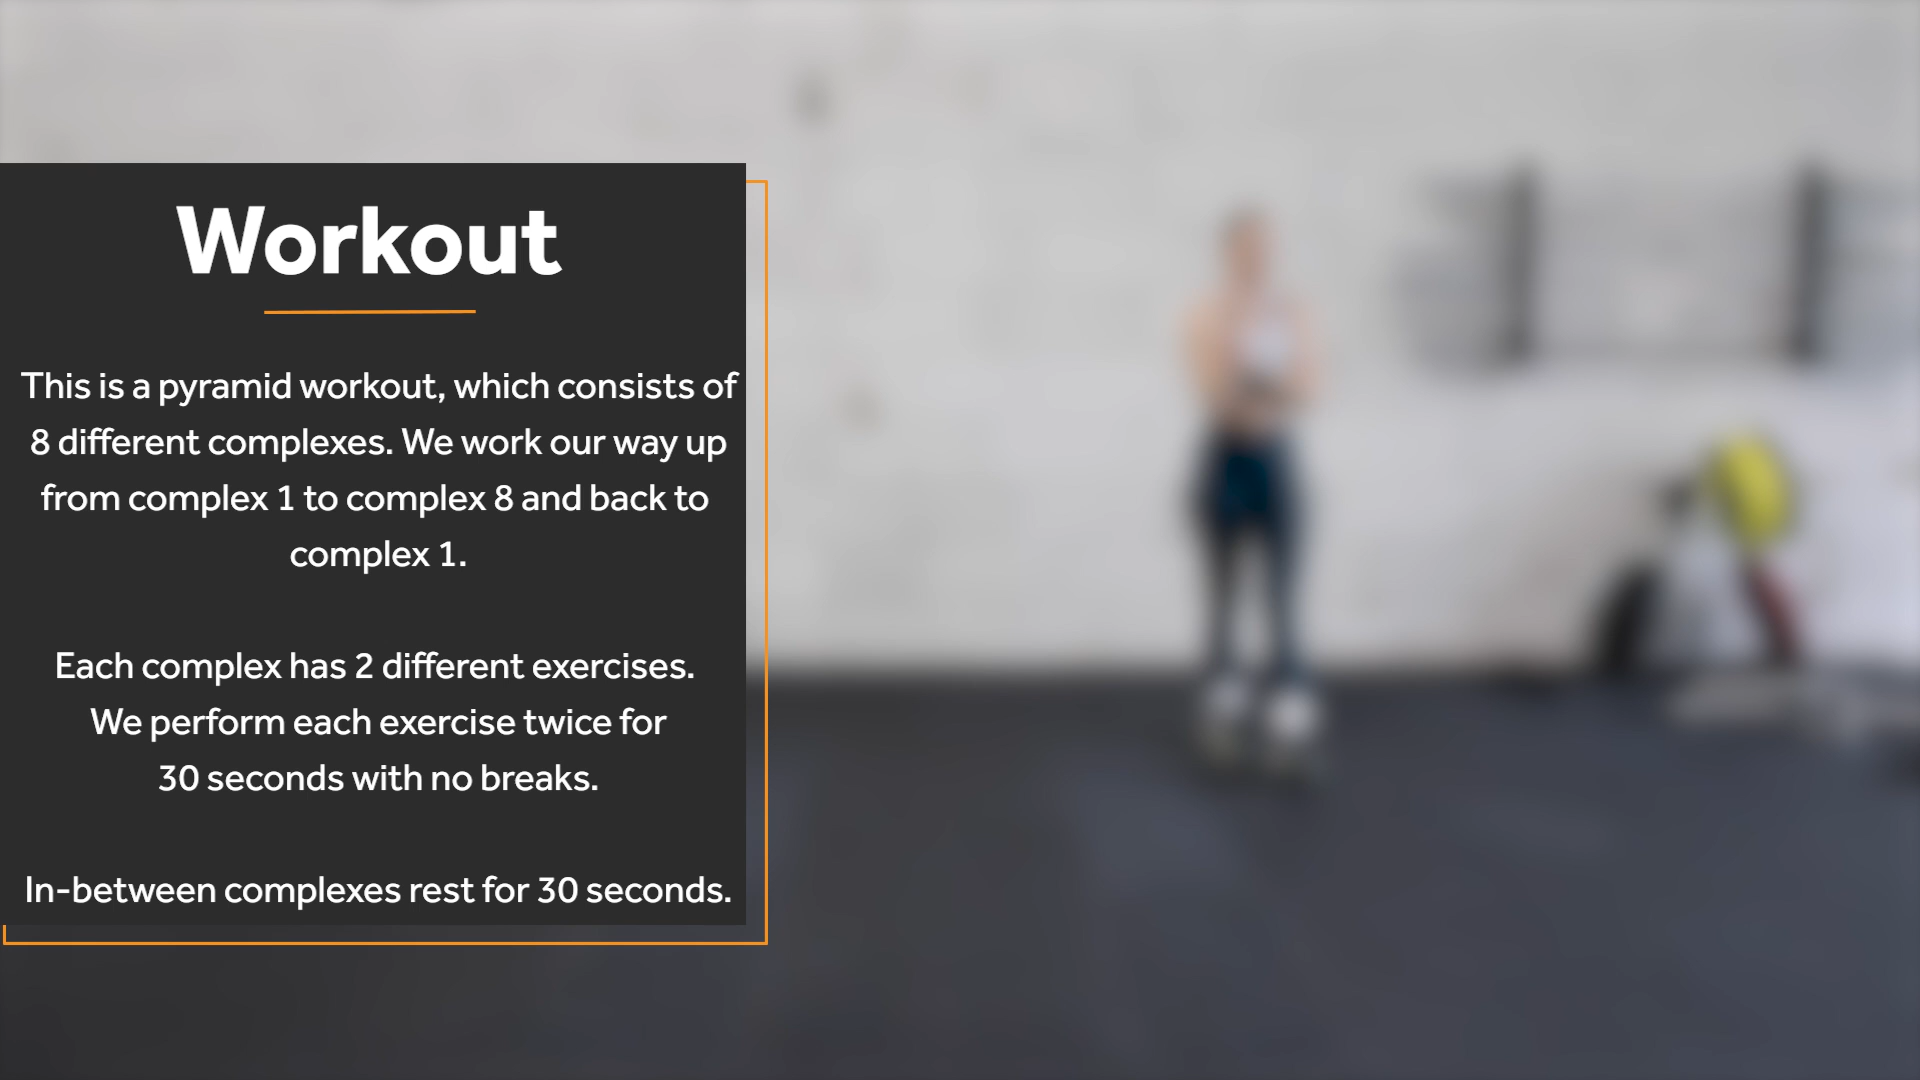 Workout
This is a pyramid workout, which consists of
8 different complexes. We work our way up
from complex 1 to complex 8 and back to
complex 1.
Each complex has 2 different exercises.
We perform each exercise twice for
30 seconds with no breaks.
In-between complexes rest for 30 seconds.